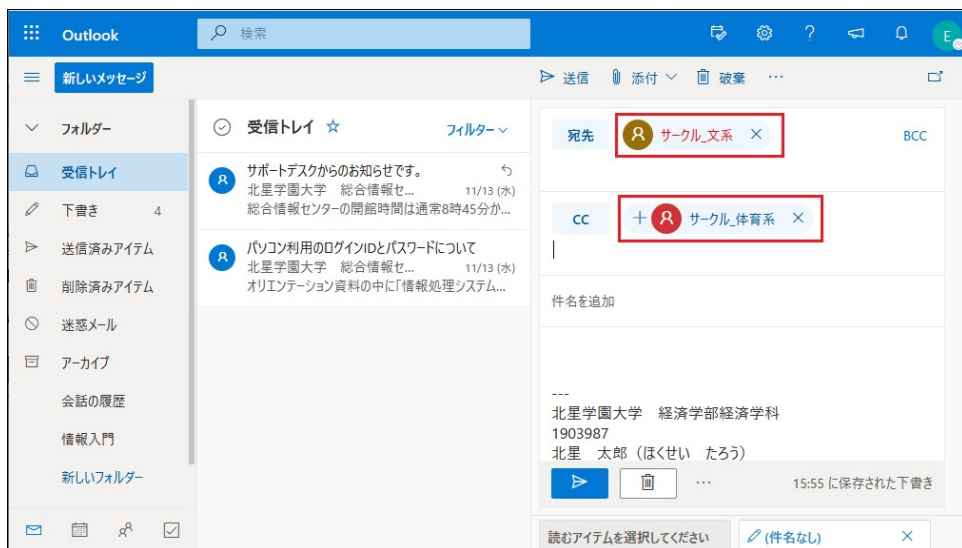 Outlook
検索
E
新しいメッセージ
送信 添付 破棄 …
フォルダー
受信トレイ
下書き 4
送信済みアイテム
削除済みアイテム
迷惑メール
アーカイブ
会話の履歴
情報入門
新しいフォルダー
受信トレイ フィルター
サポートデスクからのお知らせです。
北星学園大学 総合情報セ... 11/13 (水)
総合情報センターの開館時間は通常8時45分か...
パソコン利用のログインIDとパスワードについて
北星学園大学 総合情報セ... 11/13 (水)
オリエンテーション資料の中に「情報処理システム...
宛先 サークル_文系 × BCC
CC + サークル_体育系 ×
件名を追加
---
北星学園大学 経済学部経済学科
1903987
北星 太郎（ほくせい たろう）
… 15:55 に保存された下書き
読むアイテムを選択してください
(件名なし) ×